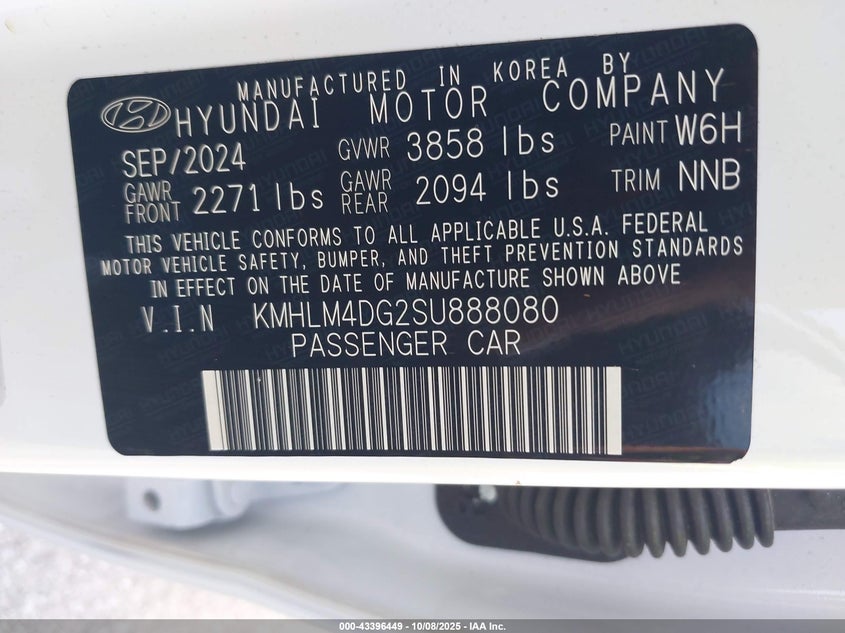 MANUFACTURED IN KOREA BY
HYUNDAI MOTOR COMPANY
SEP/2024 GVWR 3858 lbs PAINT W6H
GAWR FRONT 2271 lbs GAWR REAR 2094 lbs TRIM NNB
THIS VEHICLE CONFORMS TO ALL APPLICABLE U.S.A. FEDERAL
MOTOR VEHICLE SAFETY, BUMPER, AND THEFT PREVENTION STANDARDS
IN EFFECT ON THE DATE OF MANUFACTURE SHOWN ABOVE
V.I.N KMHLM4DG2SU888080
PASSENGER CAR
000-43396449 - 10/08/2025 - IAA Inc.